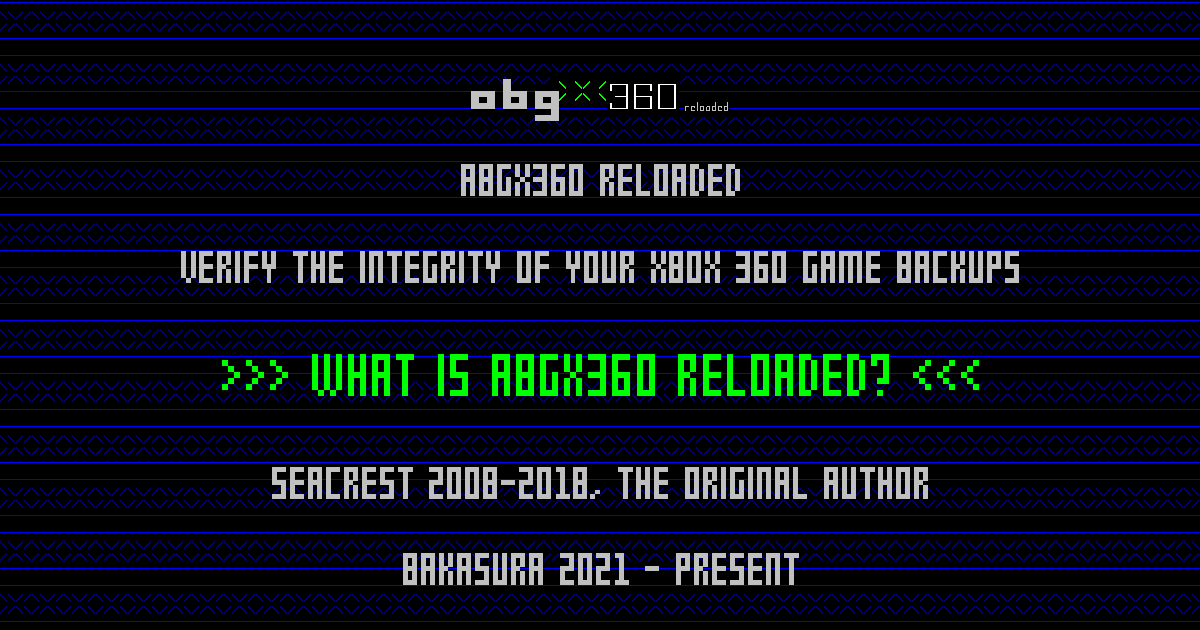 abgx360 reloaded
ABGX360 RELOADED
VERIFY THE INTEGRITY OF YOUR XBOX 360 GAME BACKUPS
>>> WHAT IS ABGX360 RELOADED? <<<
SEACREST 2008-2018, THE ORIGINAL AUTHOR
BAKASURA 2021 - PRESENT